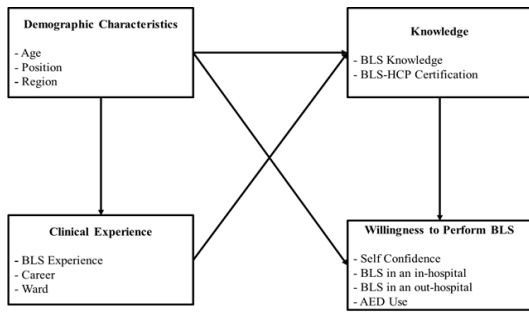 Demographic Characteristics
- Age
- Position
- Region
Knowledge
- BLS Knowledge
- BLS-HCP Certification
Clinical Experience
- BLS Experience
- Career
- Ward
Willingness to Perform BLS
- Self Confidence
- BLS in an in-hospital
- BLS in an out-hospital
- AED Use